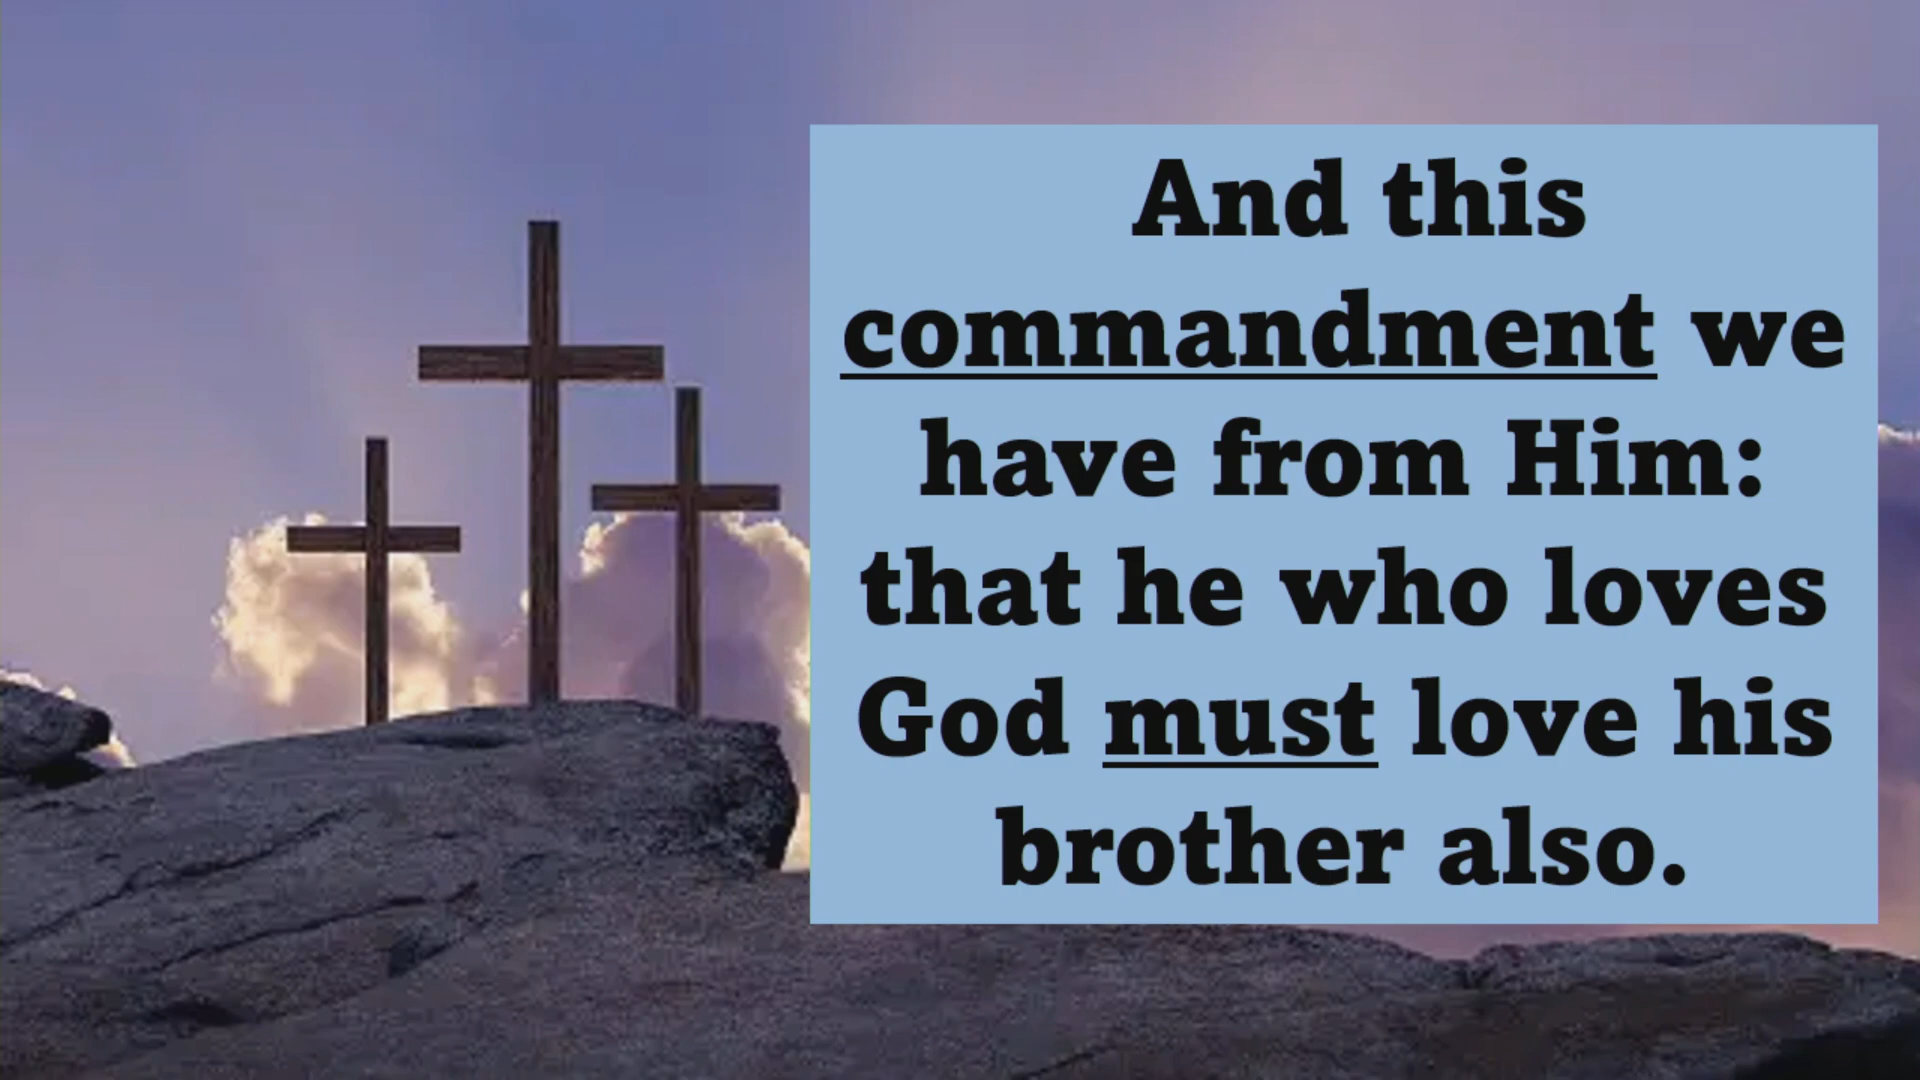 And this
commandment we
have from Him:
that he who loves
God must love his
brother also.